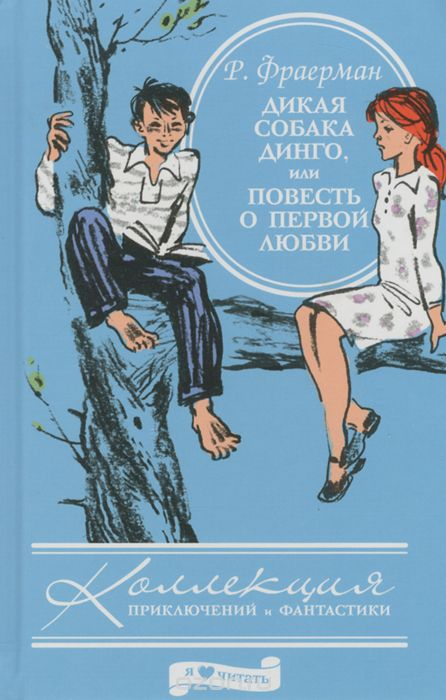 Р. Фраерман
ДИКАЯ
СОБАКА
ДИНГО,
или
ПОВЕСТЬ
О ПЕРВОЙ
ЛЮБВИ
Коллекция
ПРИКЛЮЧЕНИЙ и ФАНТАСТИКИ
я читать